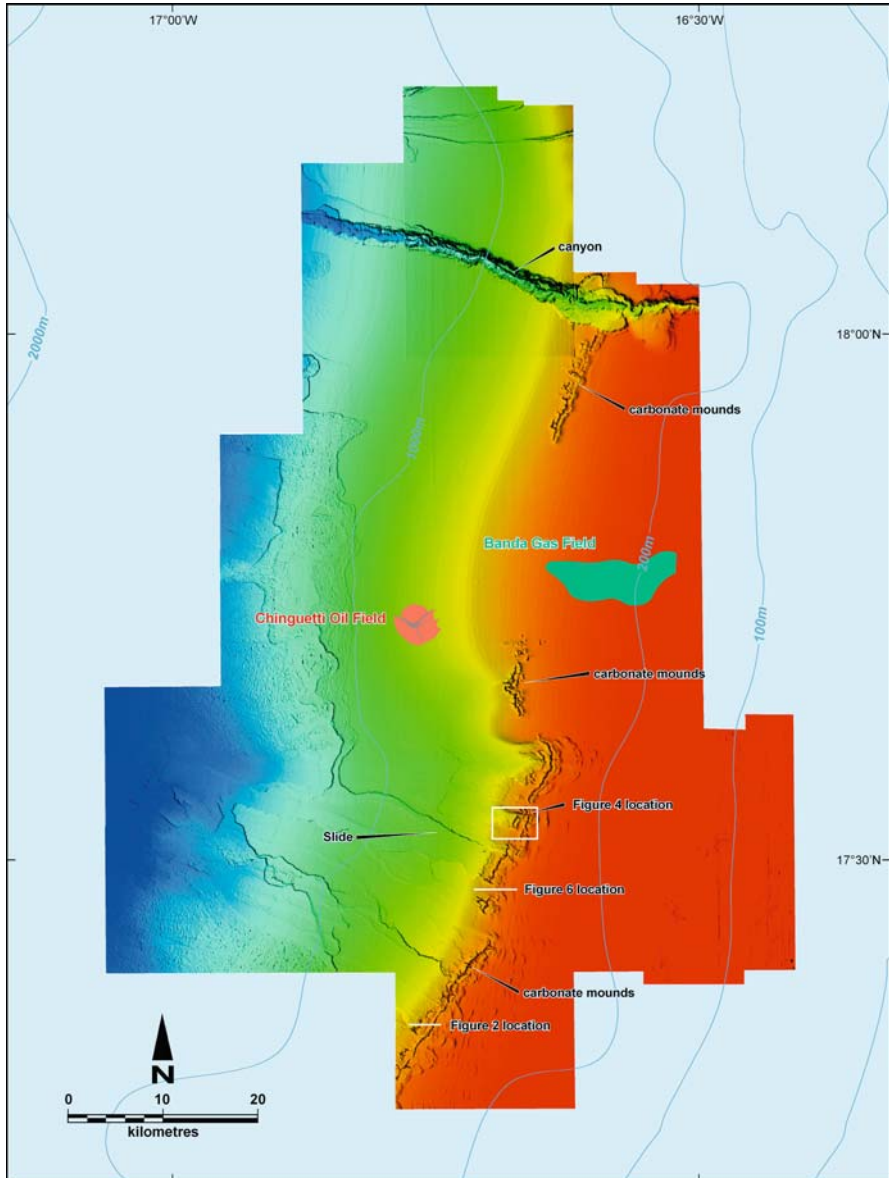 17°00'W
16°30'W
canyon
2000m
18°00'N
carbonate mounds
1000m
Banda Gas Field
200m
Chinguetti Oil Field
100m
carbonate mounds
Figure 4 location
Slide
17°30'N
Figure 6 location
carbonate mounds
Figure 2 location
N
0 10 20
kilometres